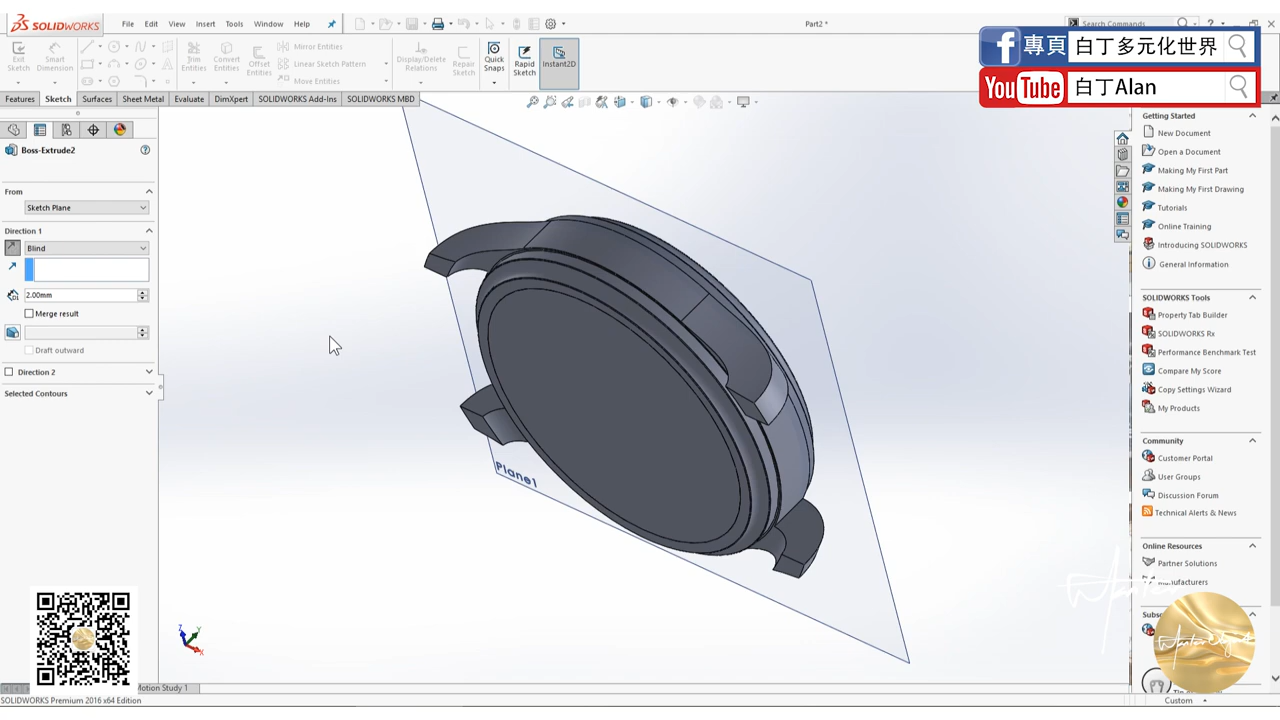 SOLIDWORKS
File Edit View Insert Tools Window Help
Part2 *
Search Commands
Exit Sketch
Smart Dimension
Trim Entities
Convert Entities
Offset Entities
Mirror Entities
Linear Sketch Pattern
Move Entities
Display/Delete Relations
Repair Sketch
Quick Snaps
Rapid Sketch
Instant2D
專頁 白丁多元化世界
YouTube 白丁Alan
Features Sketch Surfaces Sheet Metal Evaluate DimXpert SOLIDWORKS Add-Ins SOLIDWORKS MBD
Boss-Extrude2
From
Sketch Plane
Direction 1
Blind
2.00mm
Merge result
Draft outward
Direction 2
Selected Contours
Plane1
Z Y X
Getting Started
New Document
Open a Document
Making My First Part
Making My First Drawing
Tutorials
Online Training
Introducing SOLIDWORKS
General Information
SOLIDWORKS Tools
Property Tab Builder
SOLIDWORKS Rx
Performance Benchmark Test
Compare My Score
Copy Settings Wizard
My Products
Community
Customer Portal
User Groups
Discussion Forum
Technical Alerts & News
Online Resources
Partner Solutions
Manufacturers
Motion Study 1
SOLIDWORKS Premium 2016 x64 Edition
Custom